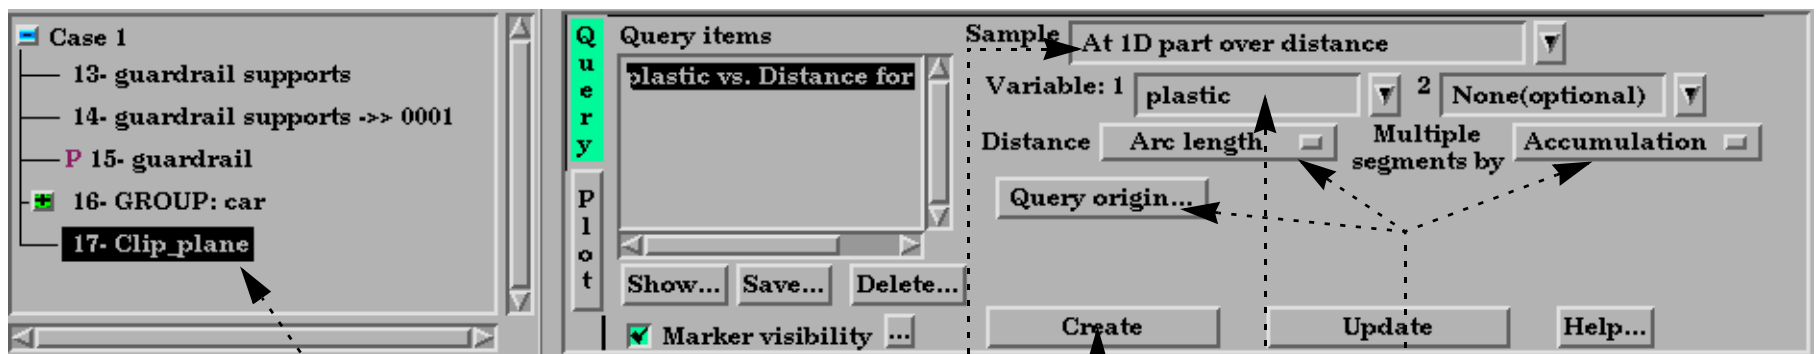 Case 1
13- guardrail supports
14- guardrail supports ->> 0001
P 15- guardrail
16- GROUP: car
17- Clip_plane
Query
Plot
Query items
plastic vs. Distance for
Show... Save... Delete...
Marker visibility ...
Sample At 1D part over distance
Variable: 1 plastic 2 None(optional)
Distance Arc length Multiple segments by Accumulation
Query origin...
Create Update Help...